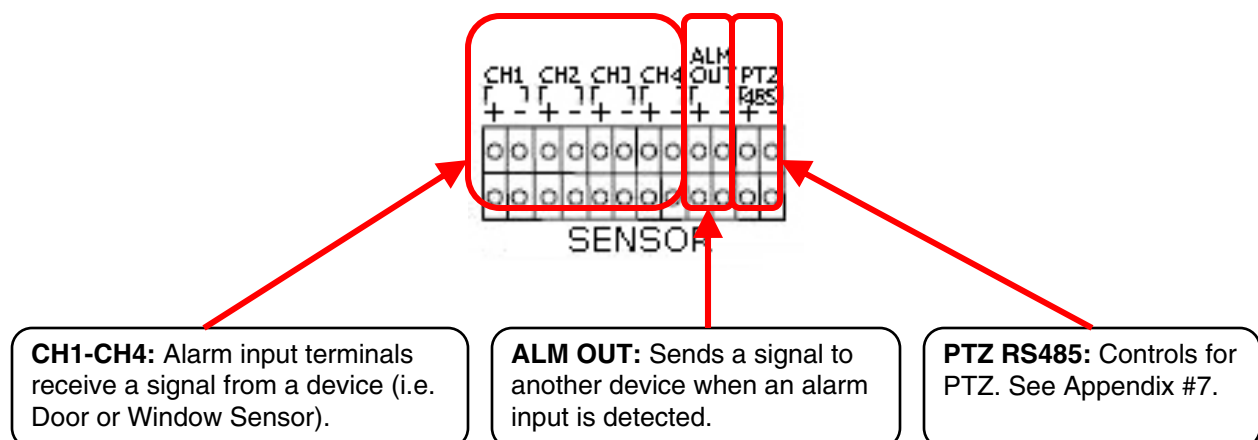 CH1 CH2 CH3 CH4 ALM OUT PTZ 485
+ - + - + - + - + - + -
SENSOR
CH1-CH4: Alarm input terminals
receive a signal from a device (i.e.
Door or Window Sensor).
ALM OUT: Sends a signal to
another device when an alarm
input is detected.
PTZ RS485: Controls for
PTZ. See Appendix #7.